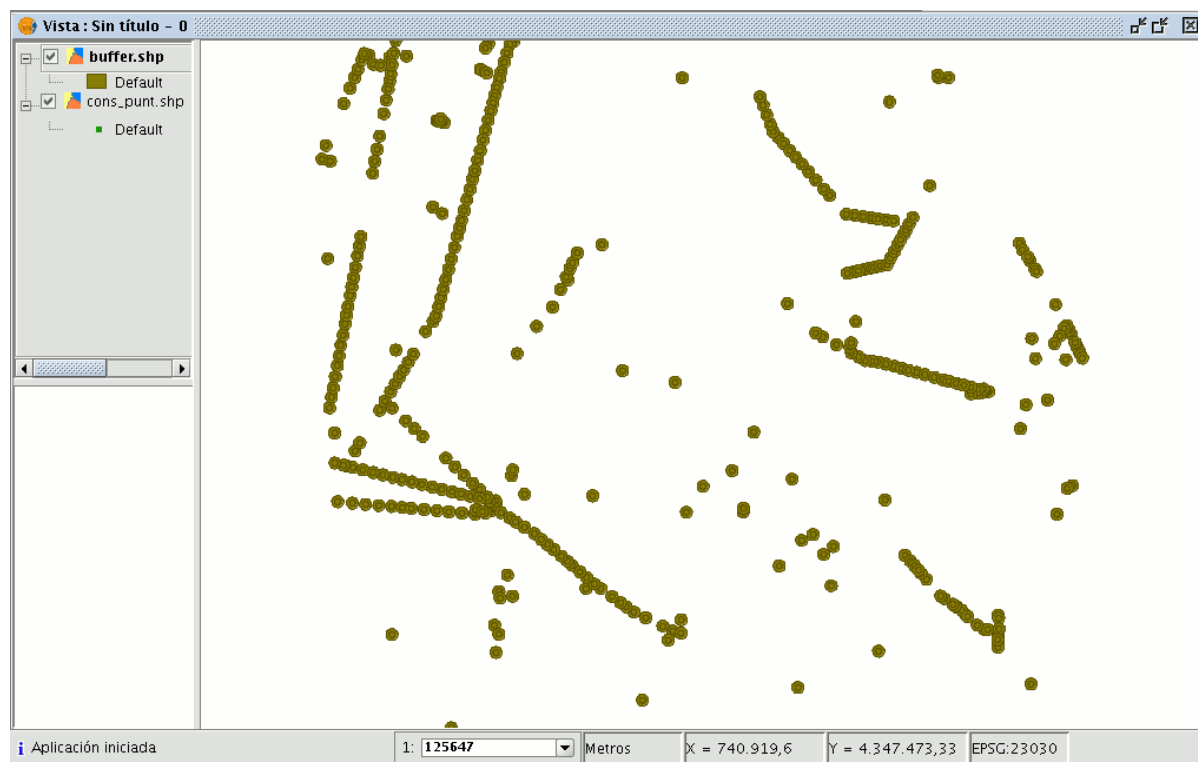 Vista : Sin título - 0
buffer.shp
Default
cons_punt.shp
Default
Aplicación iniciada
1: 125647
Metros
X = 740.919,6
Y = 4.347.473,33
EPSG:23030